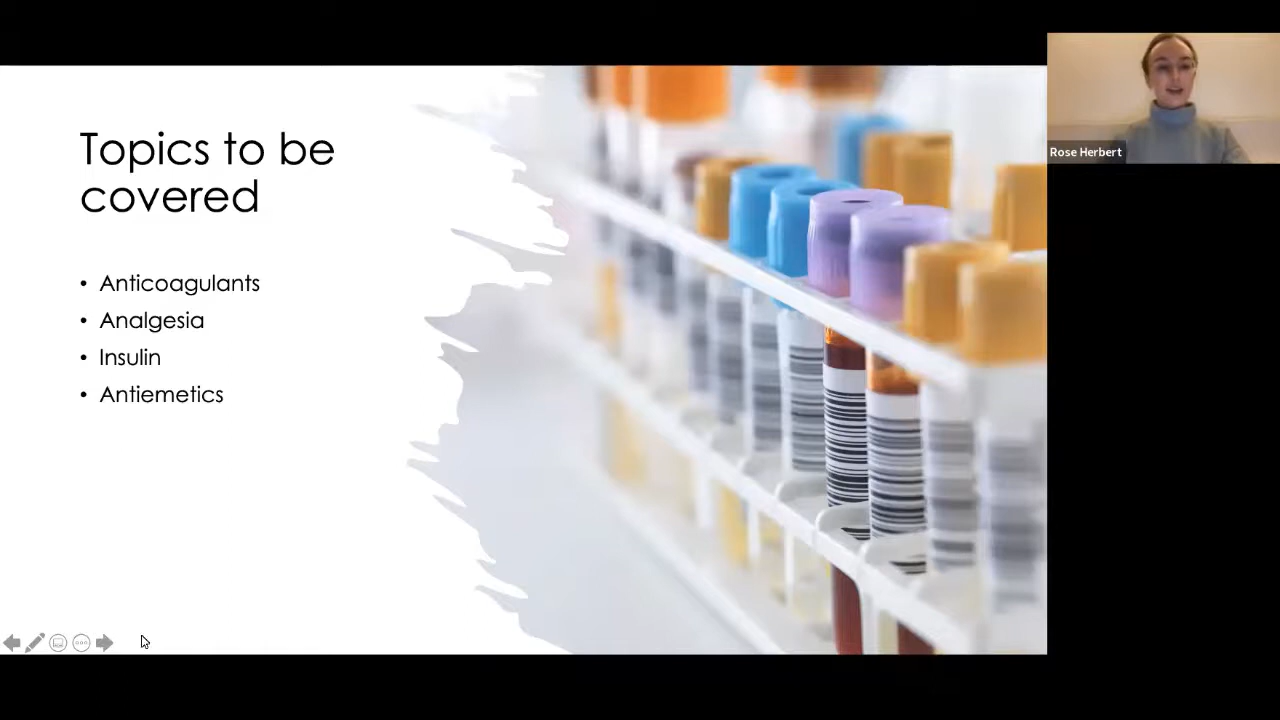 Topics to be
covered
• Anticoagulants
• Analgesia
• Insulin
• Antiemetics
Rose Herbert